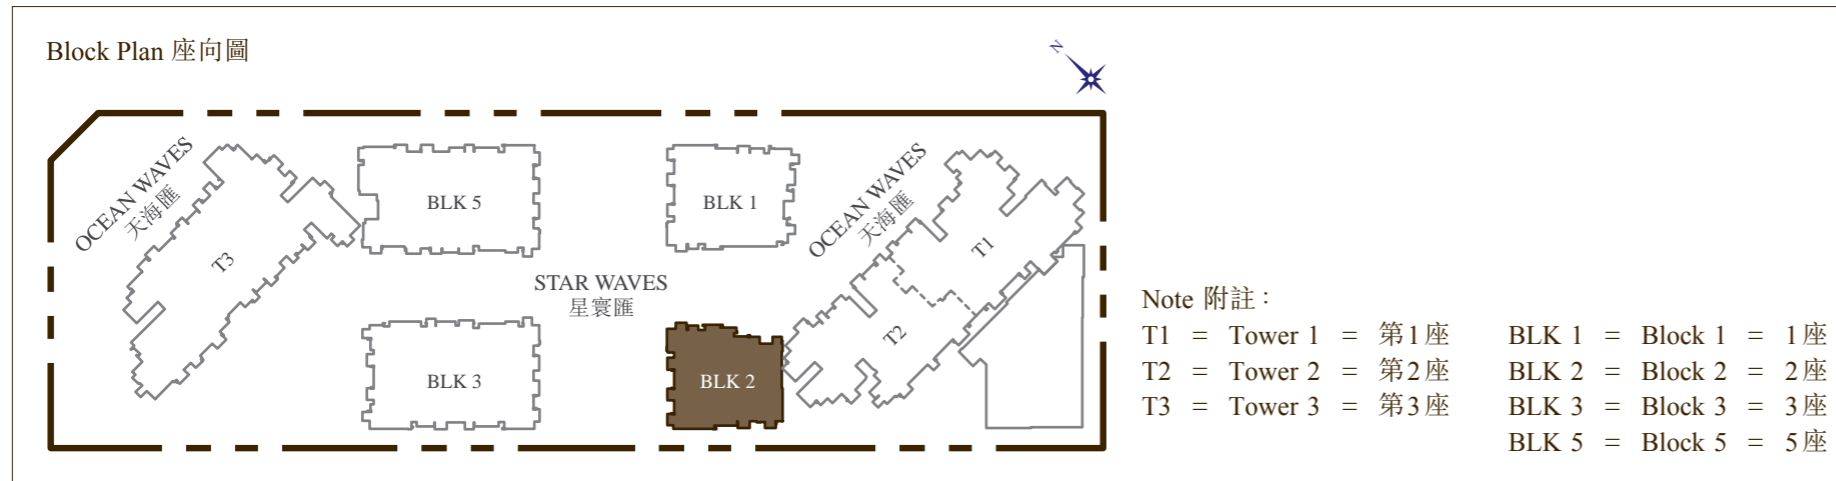 Block Plan 座向圖
N
OCEAN WAVES
天海匯
T3
BLK 5
BLK 1
OCEAN WAVES
天海匯
T1
STAR WAVES
星寰匯
T2
BLK 3
BLK 2
Note 附註：
T1 = Tower 1 = 第1座
T2 = Tower 2 = 第2座
T3 = Tower 3 = 第3座
BLK 1 = Block 1 = 1座
BLK 2 = Block 2 = 2座
BLK 3 = Block 3 = 3座
BLK 5 = Block 5 = 5座